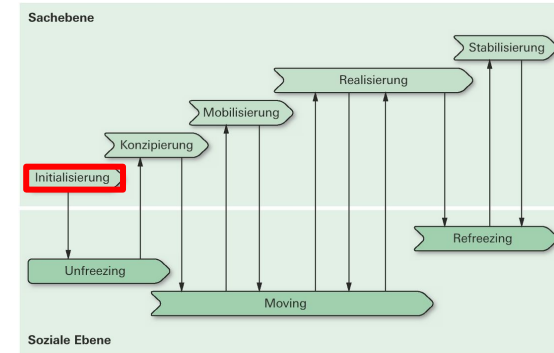 Sachebene
Stabilisierung
Realisierung
Mobilisierung
Konzipierung
Initialisierung
Refreezing
Unfreezing
Moving
Soziale Ebene